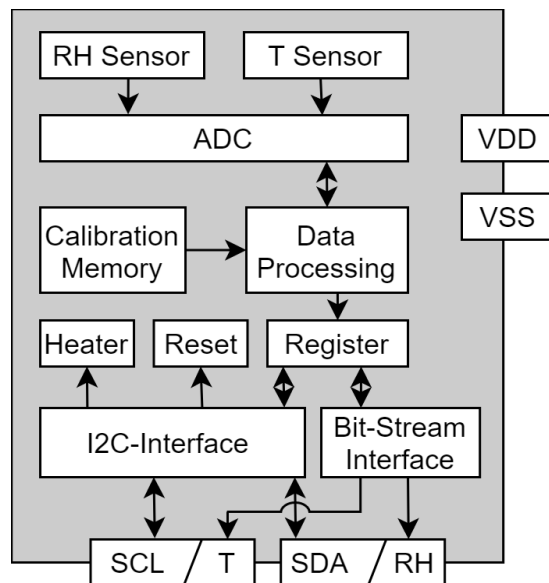 RH Sensor
T Sensor
ADC
VDD
VSS
Calibration
Memory
Data
Processing
Heater
Reset
Register
I2C-Interface
Bit-Stream
Interface
SCL / T
SDA / RH